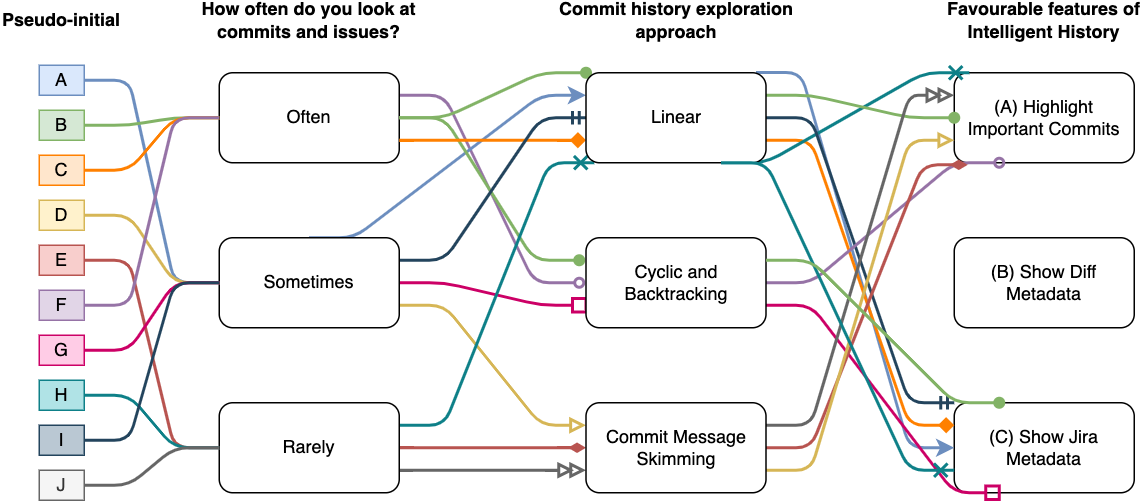 Pseudo-initial
How often do you look at
commits and issues?
Commit history exploration
approach
Favourable features of
Intelligent History
A
B
C
D
E
F
G
H
I
J
Often
Sometimes
Rarely
Linear
Cyclic and
Backtracking
Commit Message
Skimming
(A) Highlight
Important Commits
(B) Show Diff
Metadata
(C) Show Jira
Metadata